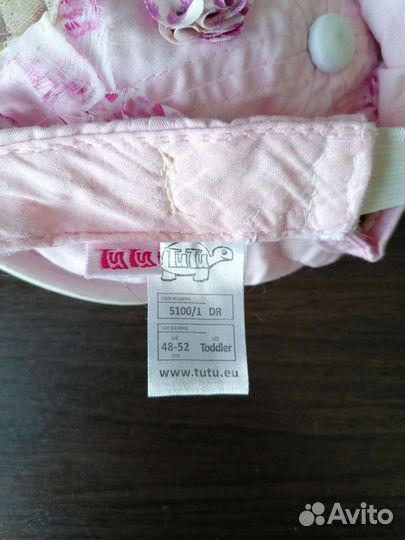 TUTU
TUTU
5100/1 DR
48-52 Toddler
cm
www.tutu.eu
Avito